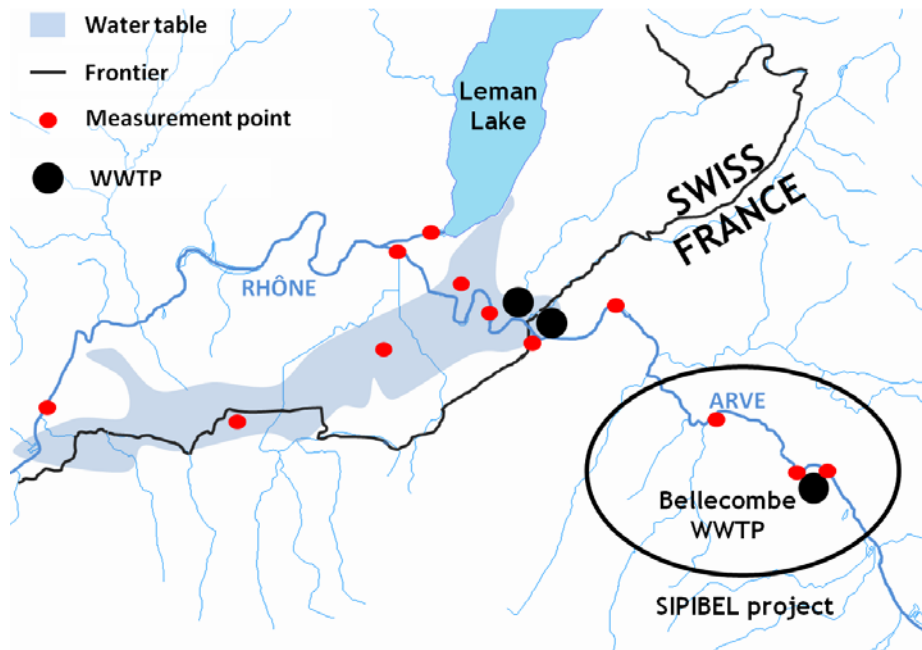 Water table
Frontier
Measurement point
WWTP
Leman
Lake
SWISS
FRANCE
RHÔNE
ARVE
Bellecombe
WWTP
SIPIBEL project